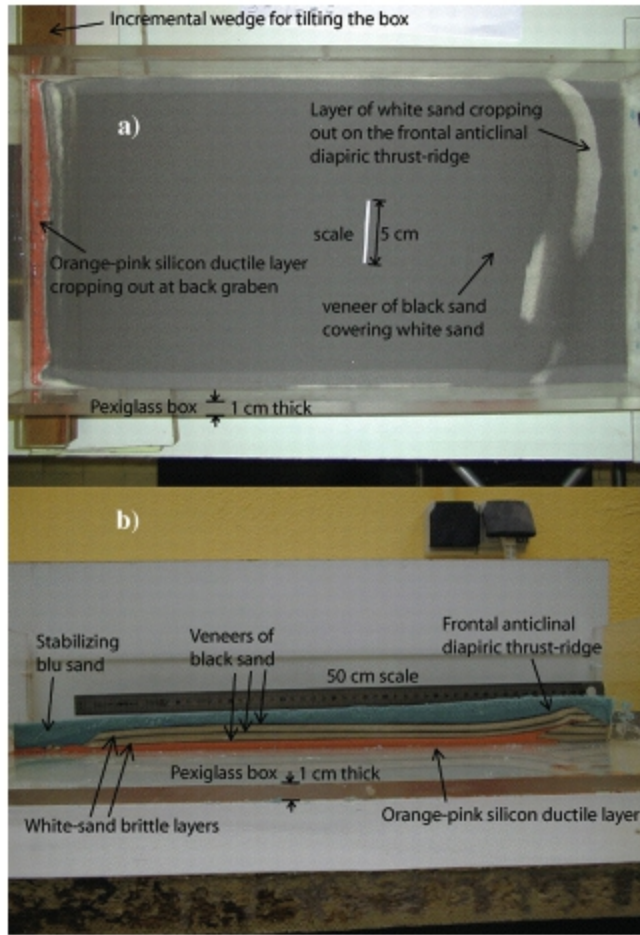 Incremental wedge for tilting the box
a)
Layer of white sand cropping
out on the frontal anticlinal
diapiric thrust-ridge
scale
5 cm
Orange-pink silicon ductile layer
cropping out at back graben
veneer of black sand
covering white sand
Pexiglass box
1 cm thick
b)
Stabilizing
blu sand
Veneers of
black sand
Frontal anticlinal
diapiric thrust-ridge
50 cm scale
Pexiglass box
1 cm thick
White-sand brittle layers
Orange-pink silicon ductile layer